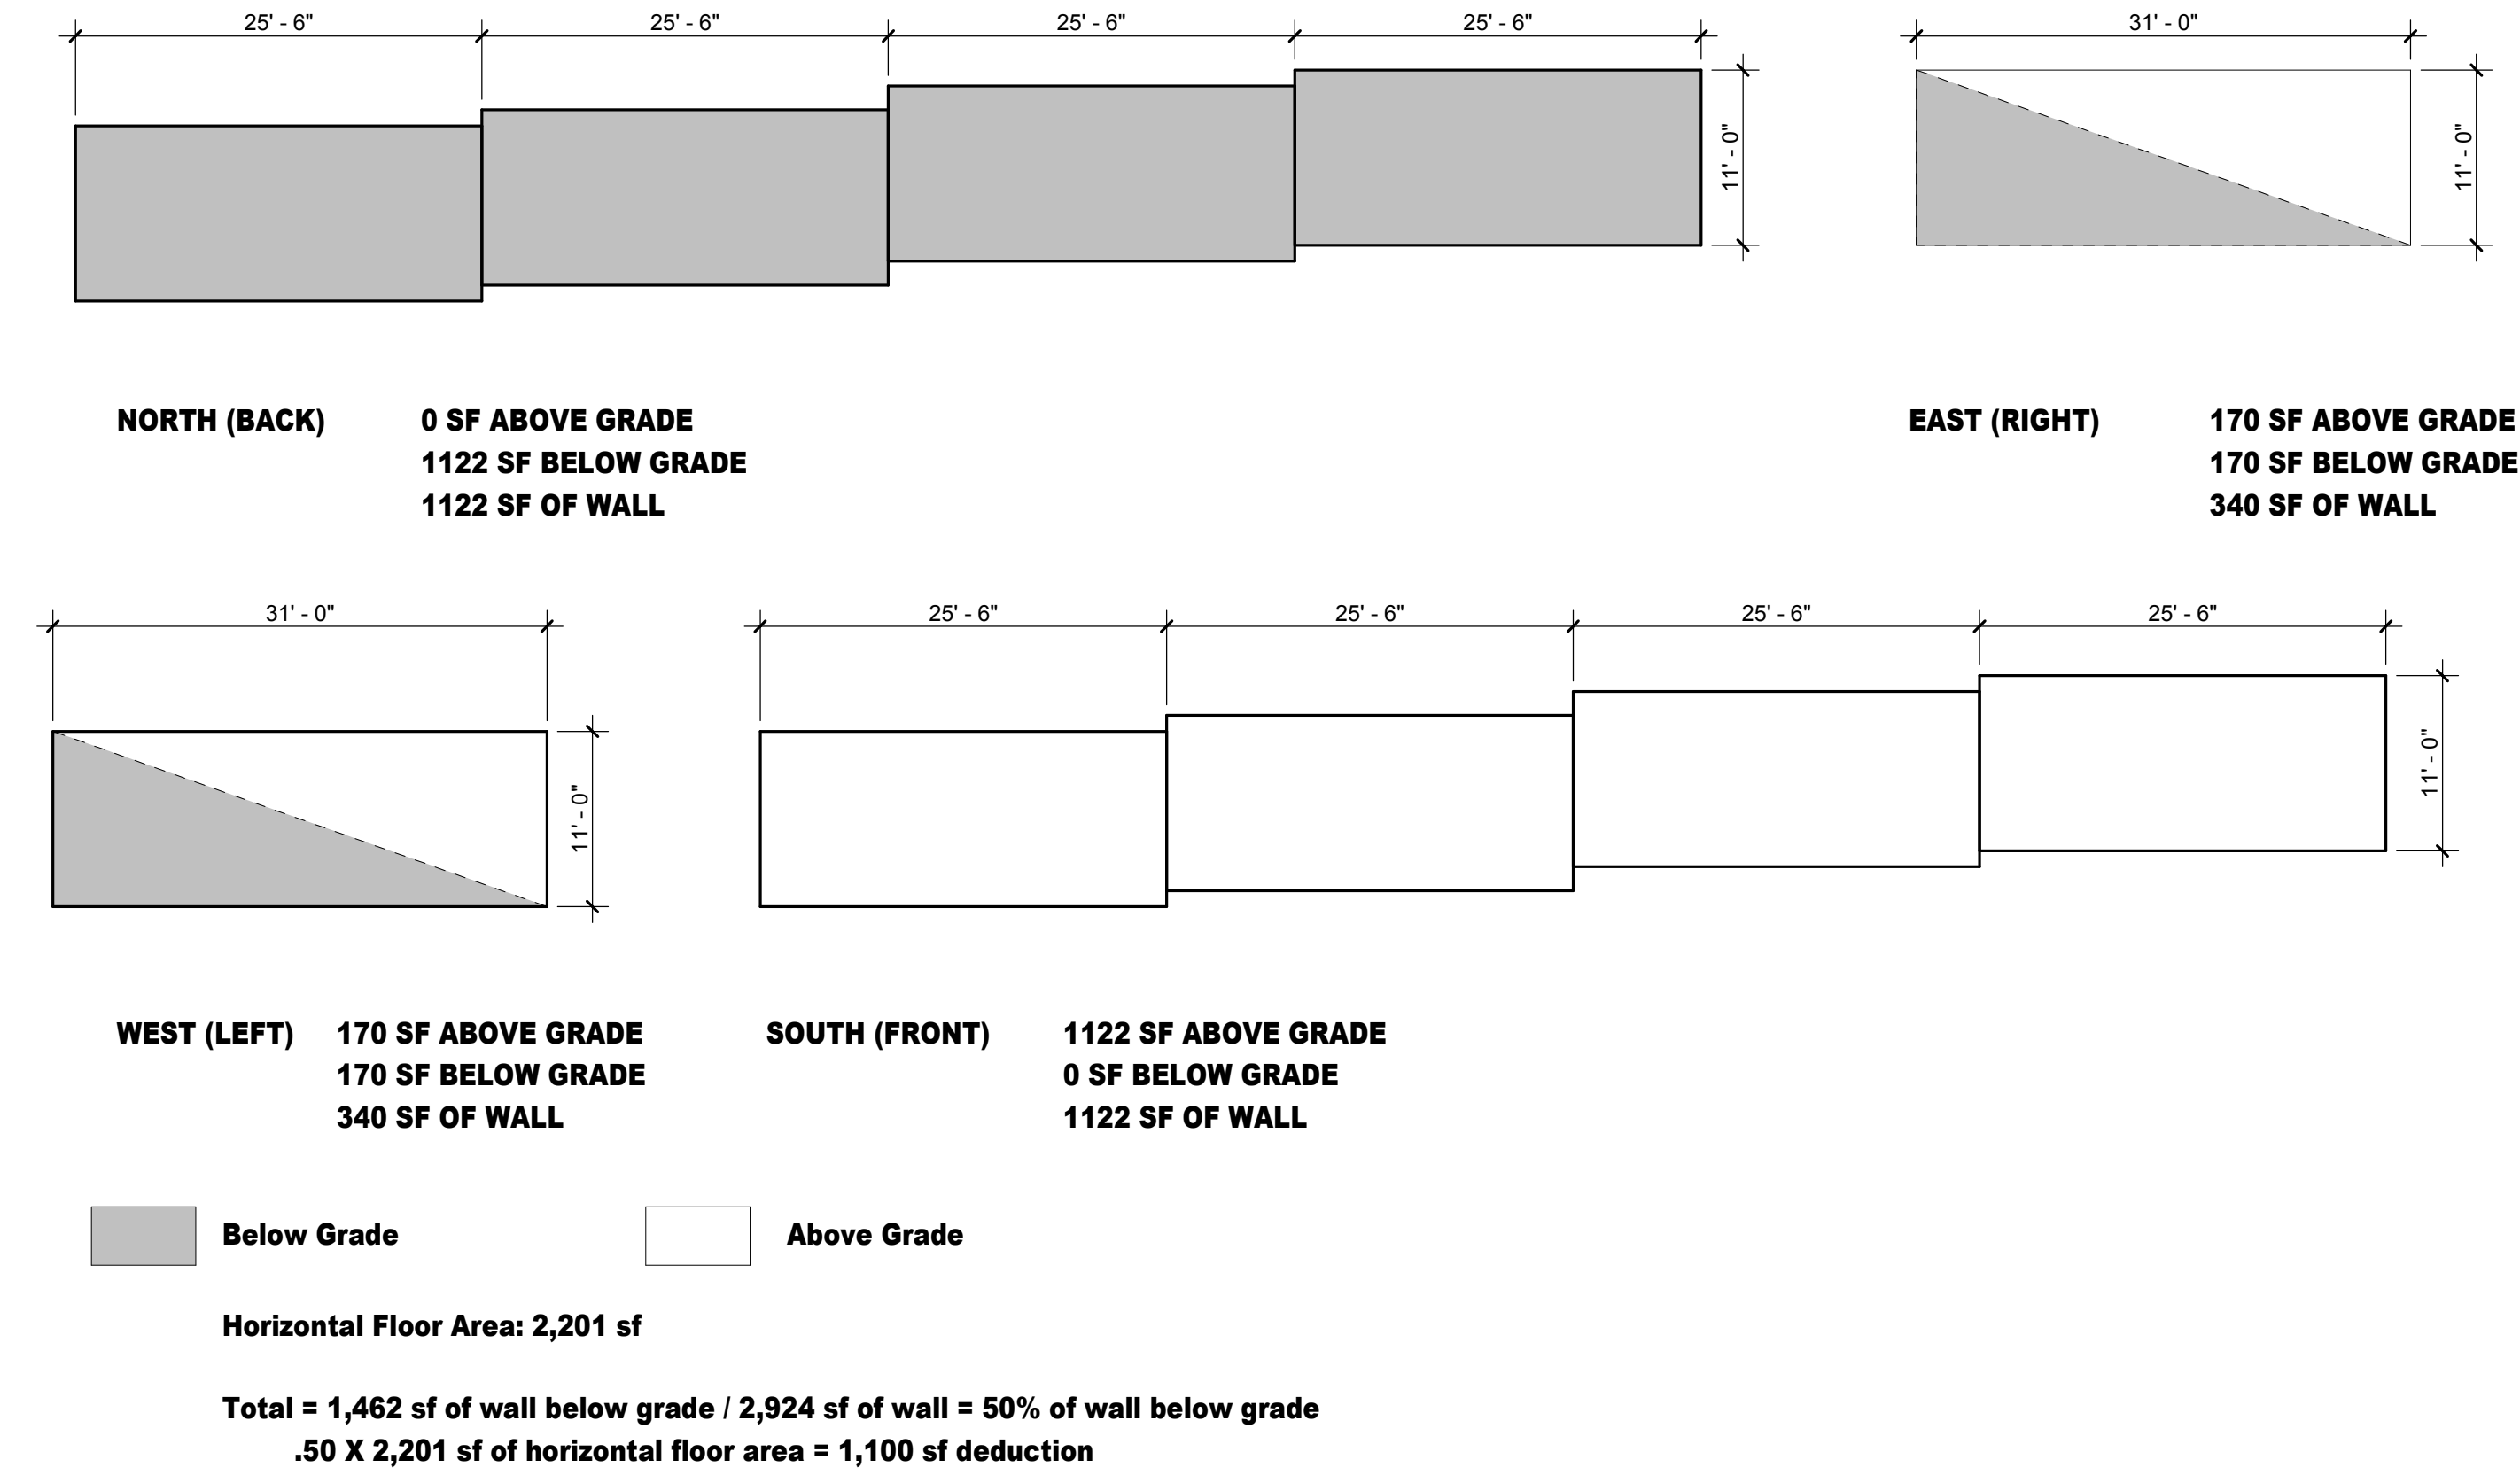 25' - 6" 25' - 6" 25' - 6" 25' - 6"
31' - 0"
11' - 0"
11' - 0"
NORTH (BACK) 0 SF ABOVE GRADE
1122 SF BELOW GRADE
1122 SF OF WALL
EAST (RIGHT) 170 SF ABOVE GRADE
170 SF BELOW GRADE
340 SF OF WALL
31' - 0"
11' - 0"
25' - 6" 25' - 6" 25' - 6" 25' - 6"
11' - 0"
WEST (LEFT) 170 SF ABOVE GRADE
170 SF BELOW GRADE
340 SF OF WALL
SOUTH (FRONT) 1122 SF ABOVE GRADE
0 SF BELOW GRADE
1122 SF OF WALL
Below Grade
Above Grade
Horizontal Floor Area: 2,201 sf
Total = 1,462 sf of wall below grade / 2,924 sf of wall = 50% of wall below grade
.50 X 2,201 sf of horizontal floor area = 1,100 sf deduction